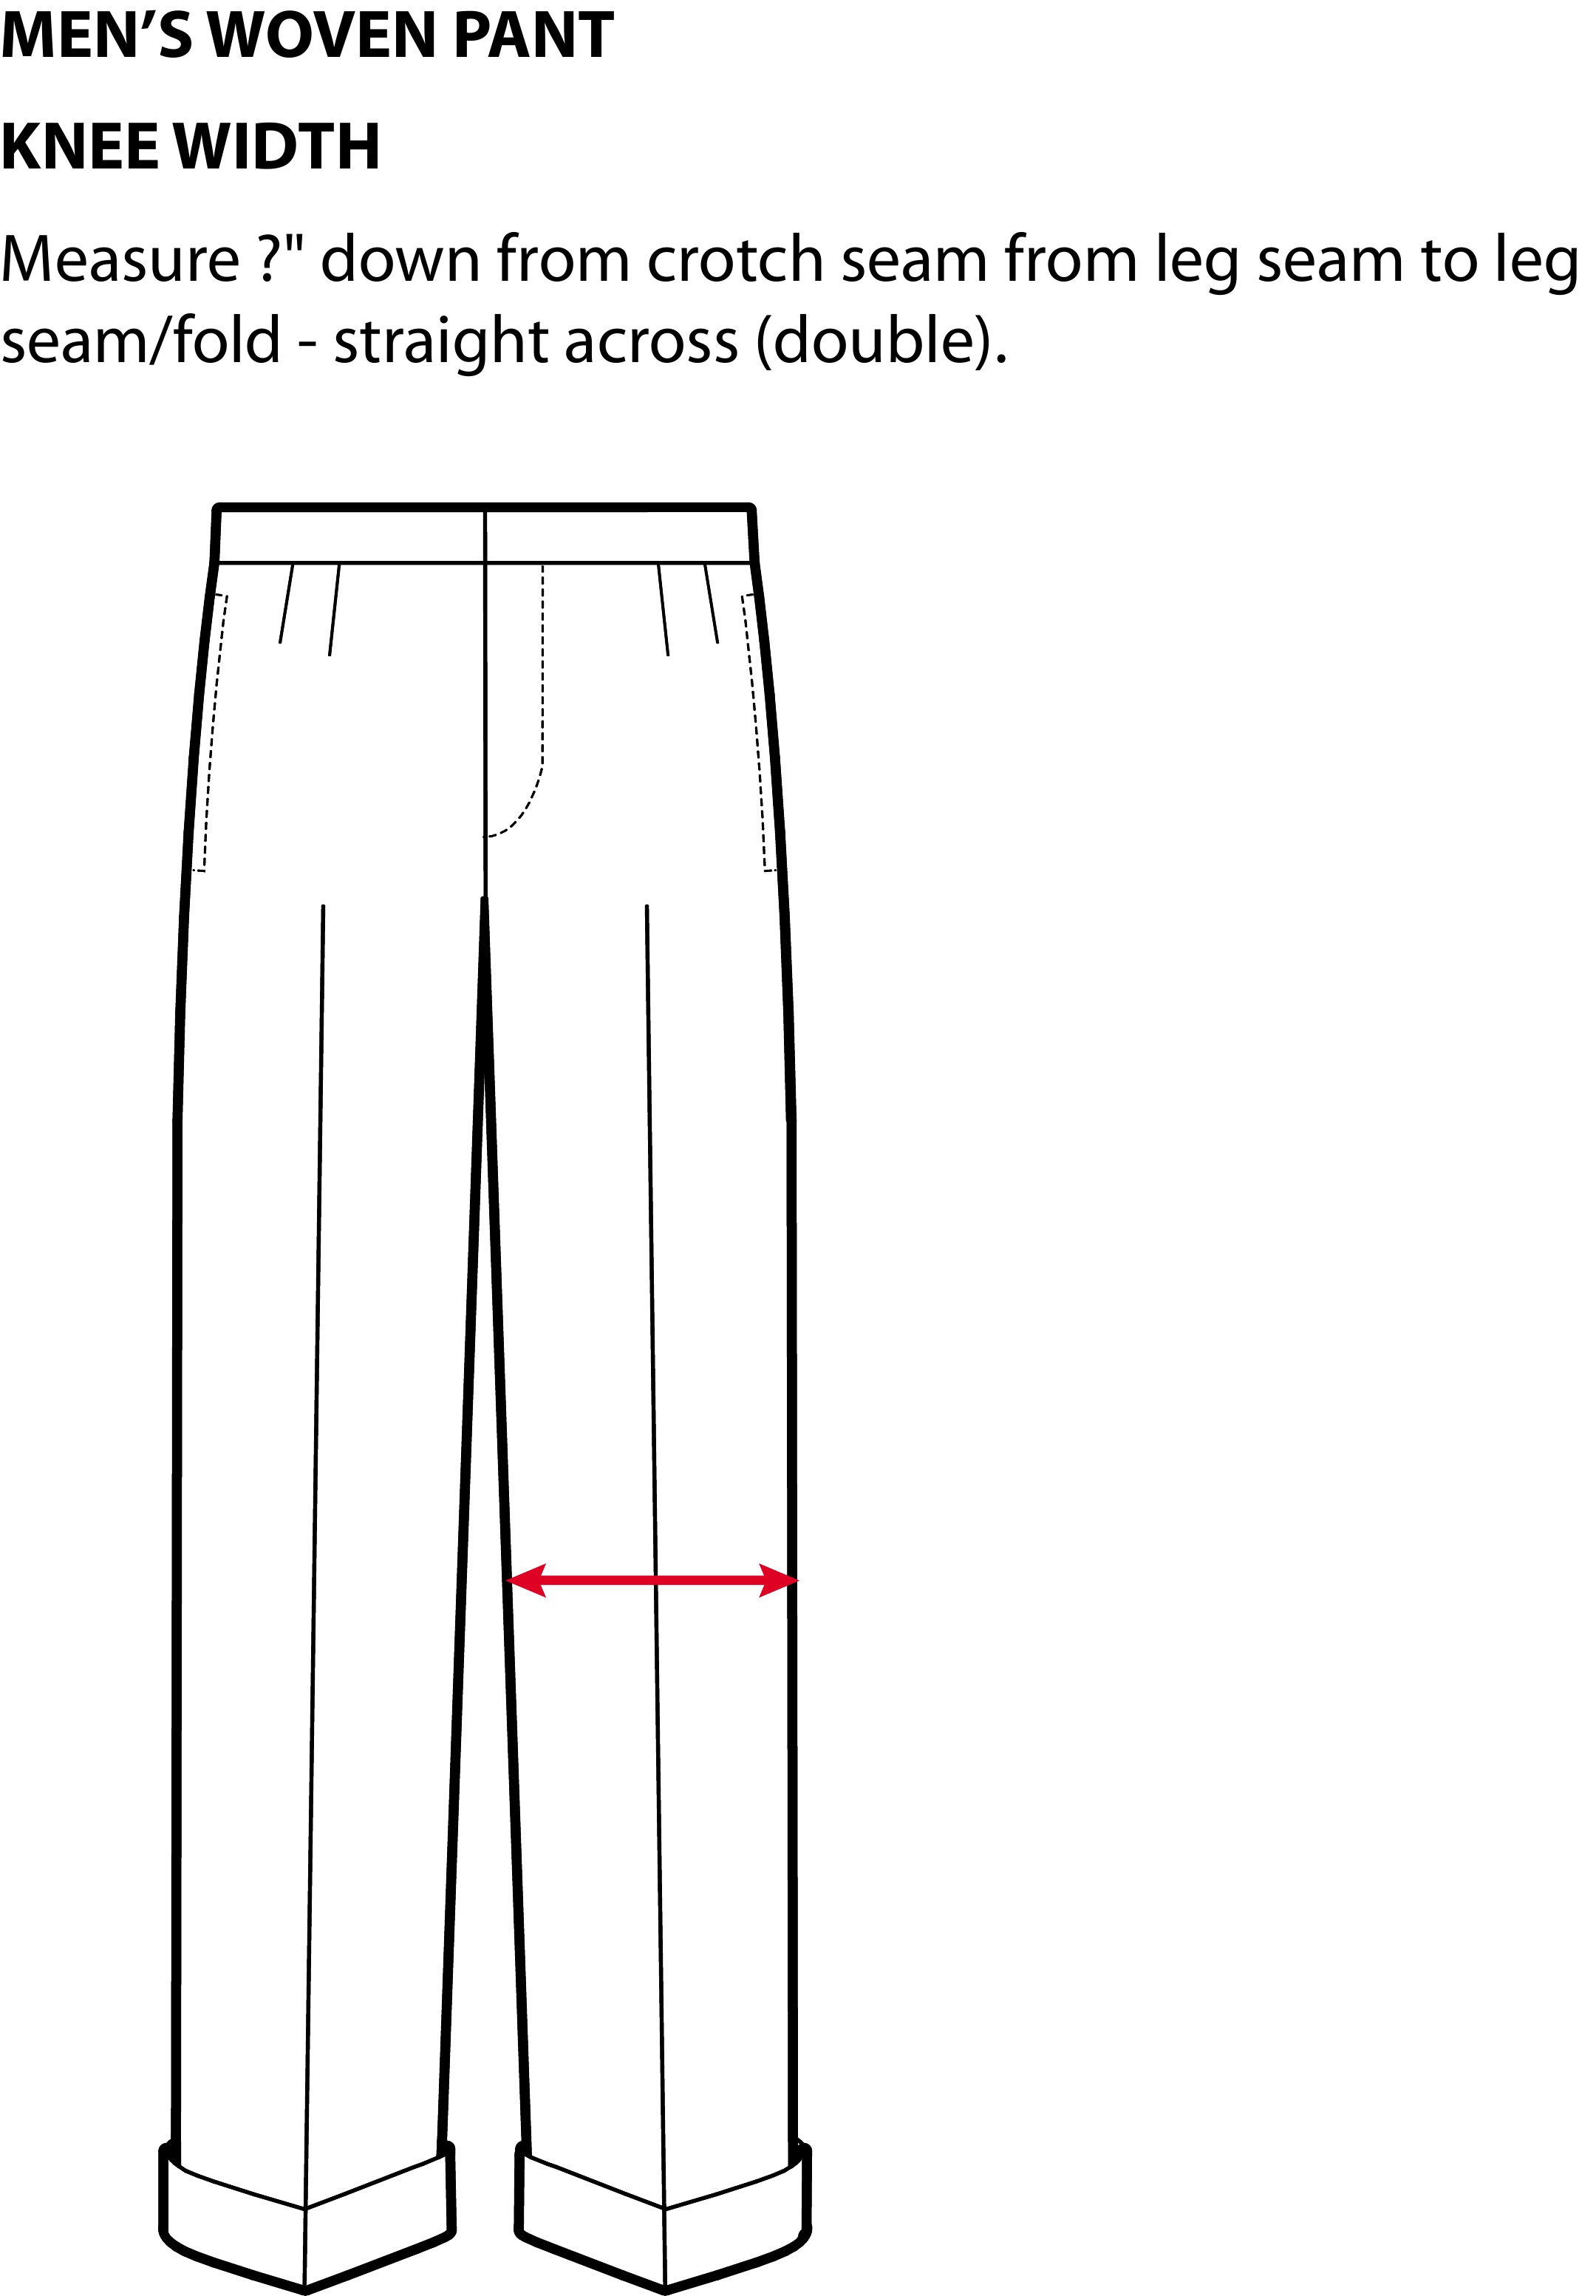 MEN’S WOVEN PANT
KNEE WIDTH
Measure ?" down from crotch seam from leg seam to leg
seam/fold - straight across (double).